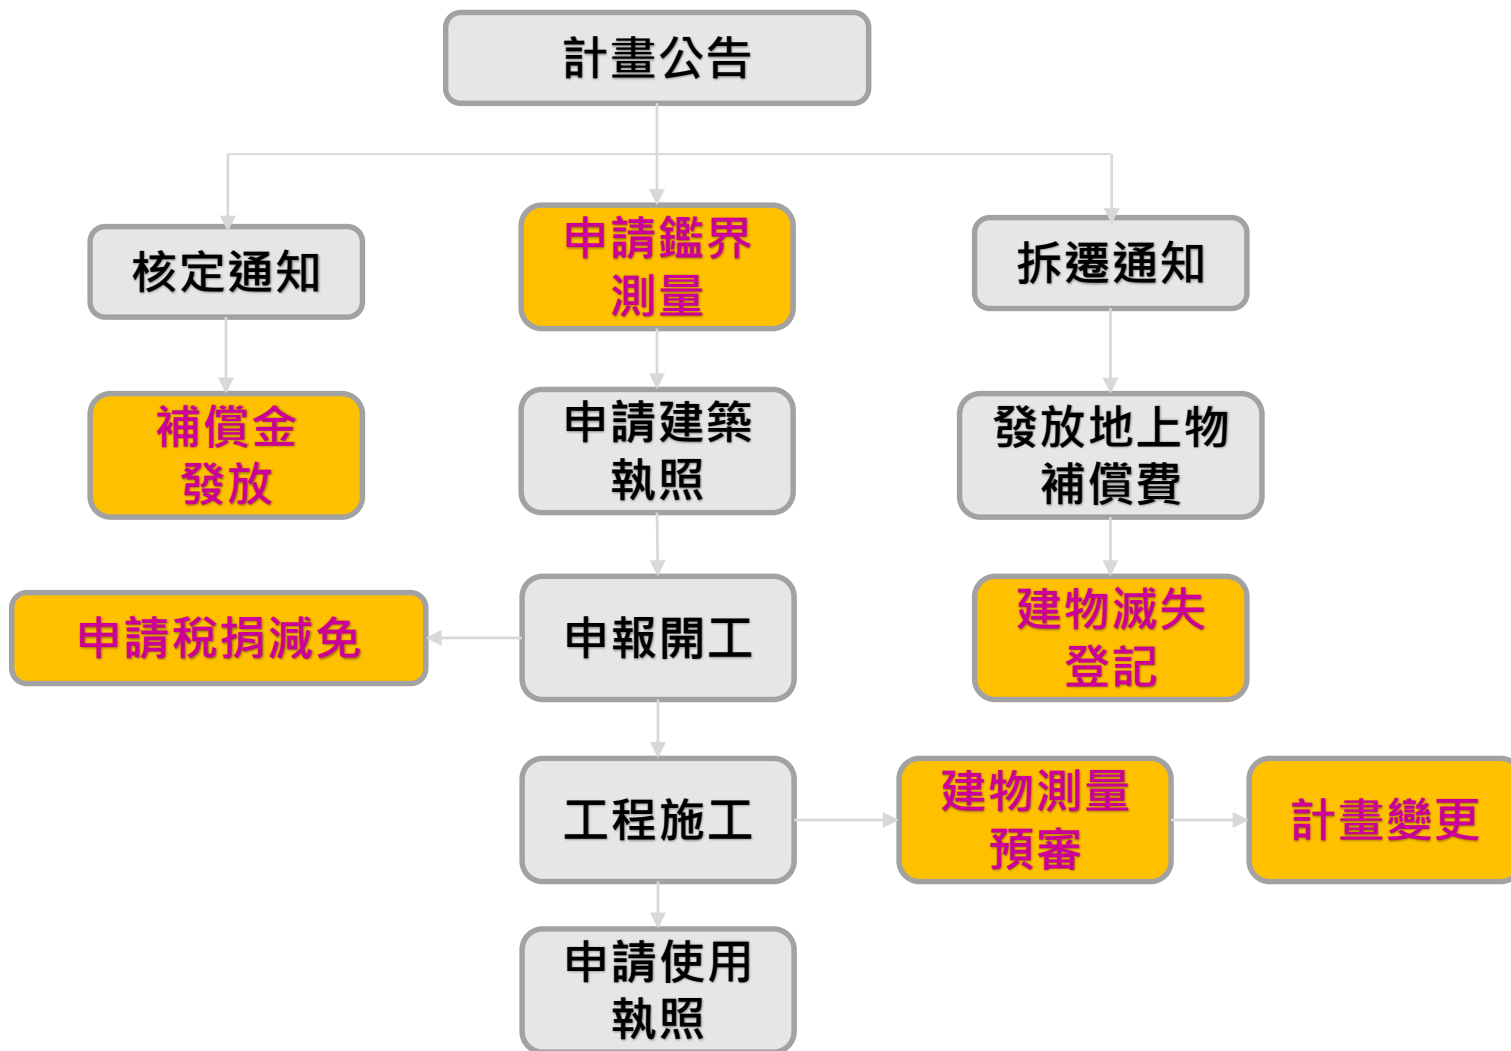 計畫公告
核定通知
申請鑑界
測量
拆遷通知
補償金
發放
申請建築
執照
發放地上物
補償費
申請稅捐減免
申報開工
建物滅失
登記
工程施工
建物測量
預審
計畫變更
申請使用
執照